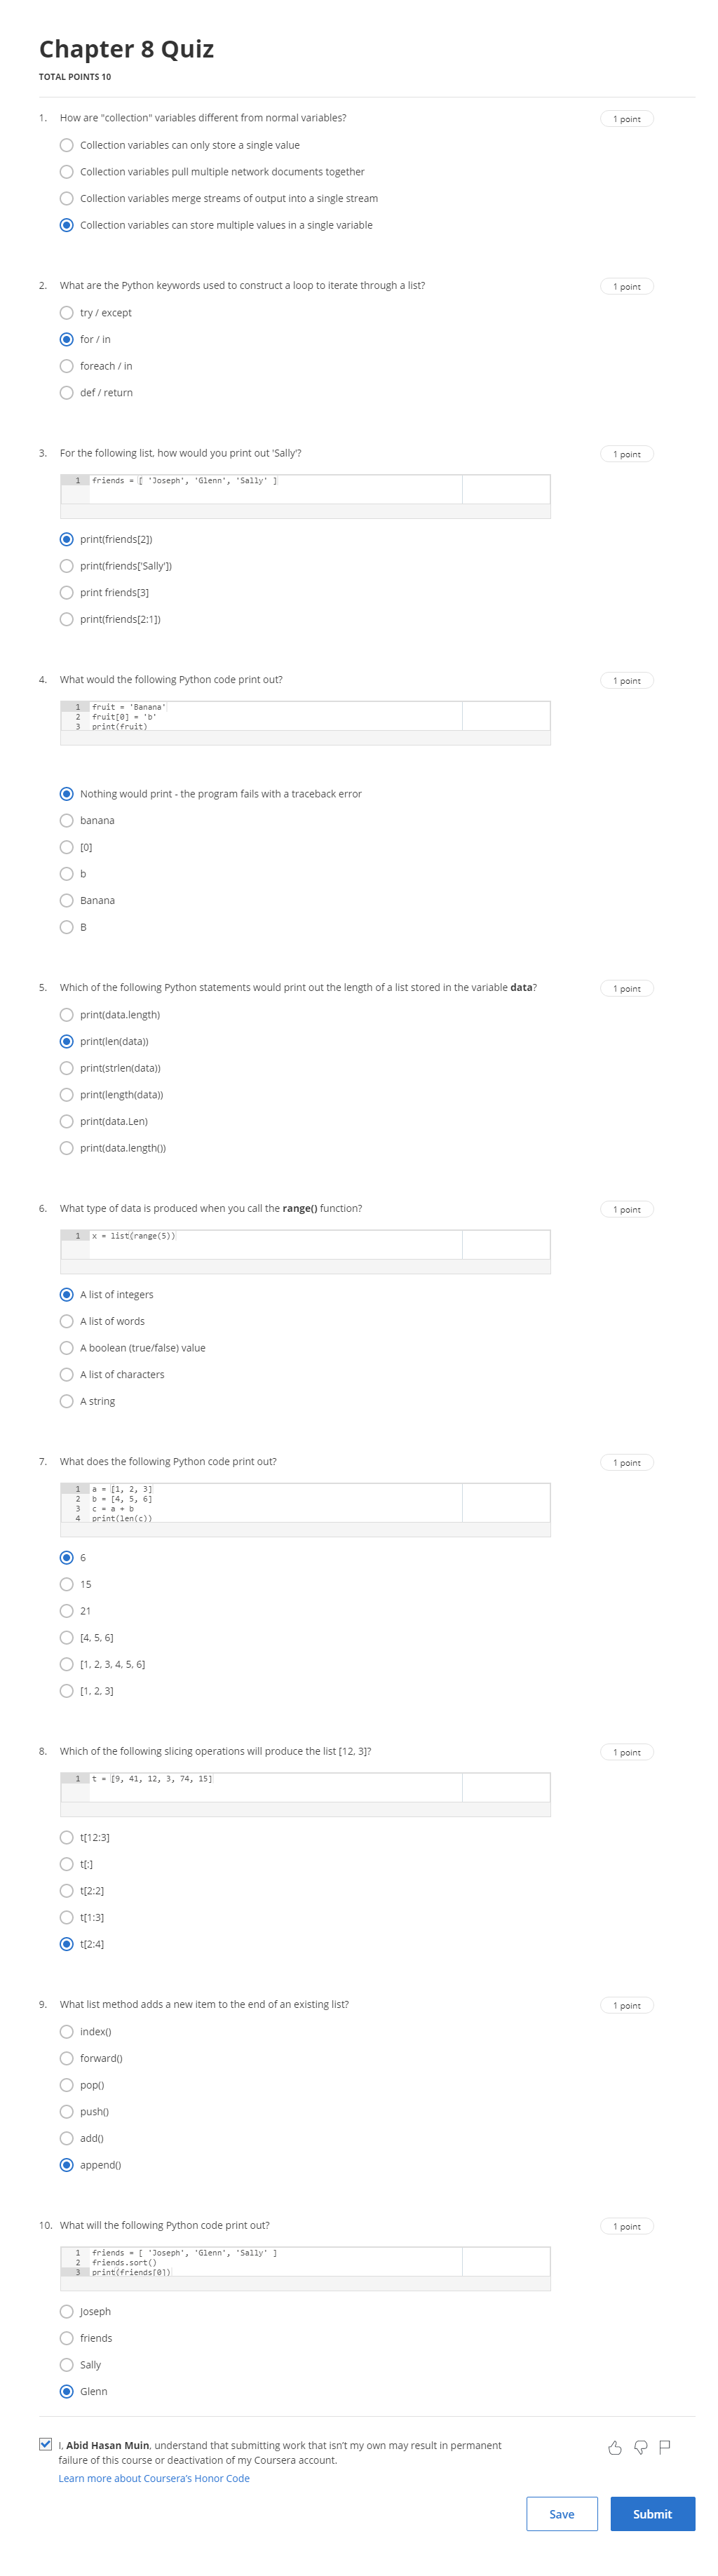 Chapter 8 Quiz
TOTAL POINTS 10
1. How are "collection" variables different from normal variables? 1 point
Collection variables can only store a single value
Collection variables pull multiple network documents together
Collection variables merge streams of output into a single stream
Collection variables can store multiple values in a single variable
2. What are the Python keywords used to construct a loop to iterate through a list? 1 point
try / except
for / in
foreach / in
def / return
3. For the following list, how would you print out 'Sally'? 1 point
1 friends = [ 'Joseph', 'Glenn', 'Sally' ]
print(friends[2])
print(friends['Sally'])
print friends[3]
print(friends[2:1])
4. What would the following Python code print out? 1 point
1 fruit = 'Banana'
2 fruit[0] = 'b'
3 print(fruit)
Nothing would print - the program fails with a traceback error
banana
[0]
b
Banana
B
5. Which of the following Python statements would print out the length of a list stored in the variable data? 1 point
print(data.length)
print(len(data))
print(strlen(data))
print(length(data))
print(data.Len)
print(data.length())
6. What type of data is produced when you call the range() function? 1 point
1 x = list(range(5))
A list of integers
A list of words
A boolean (true/false) value
A list of characters
A string
7. What does the following Python code print out? 1 point
1 a = [1, 2, 3]
2 b = [4, 5, 6]
3 c = a + b
4 print(len(c))
6
15
21
[4, 5, 6]
[1, 2, 3, 4, 5, 6]
[1, 2, 3]
8. Which of the following slicing operations will produce the list [12, 3]? 1 point
1 t = [9, 41, 12, 3, 74, 15]
t[12:3]
t[:]
t[2:2]
t[1:3]
t[2:4]
9. What list method adds a new item to the end of an existing list? 1 point
index()
forward()
pop()
push()
add()
append()
10. What will the following Python code print out? 1 point
1 friends = [ 'Joseph', 'Glenn', 'Sally' ]
2 friends.sort()
3 print(friends[0])
Joseph
friends
Sally
Glenn
I, Abid Hasan Muin, understand that submitting work that isn't my own may result in permanent
failure of this course or deactivation of my Coursera account.
Learn more about Coursera's Honor Code
Save Submit